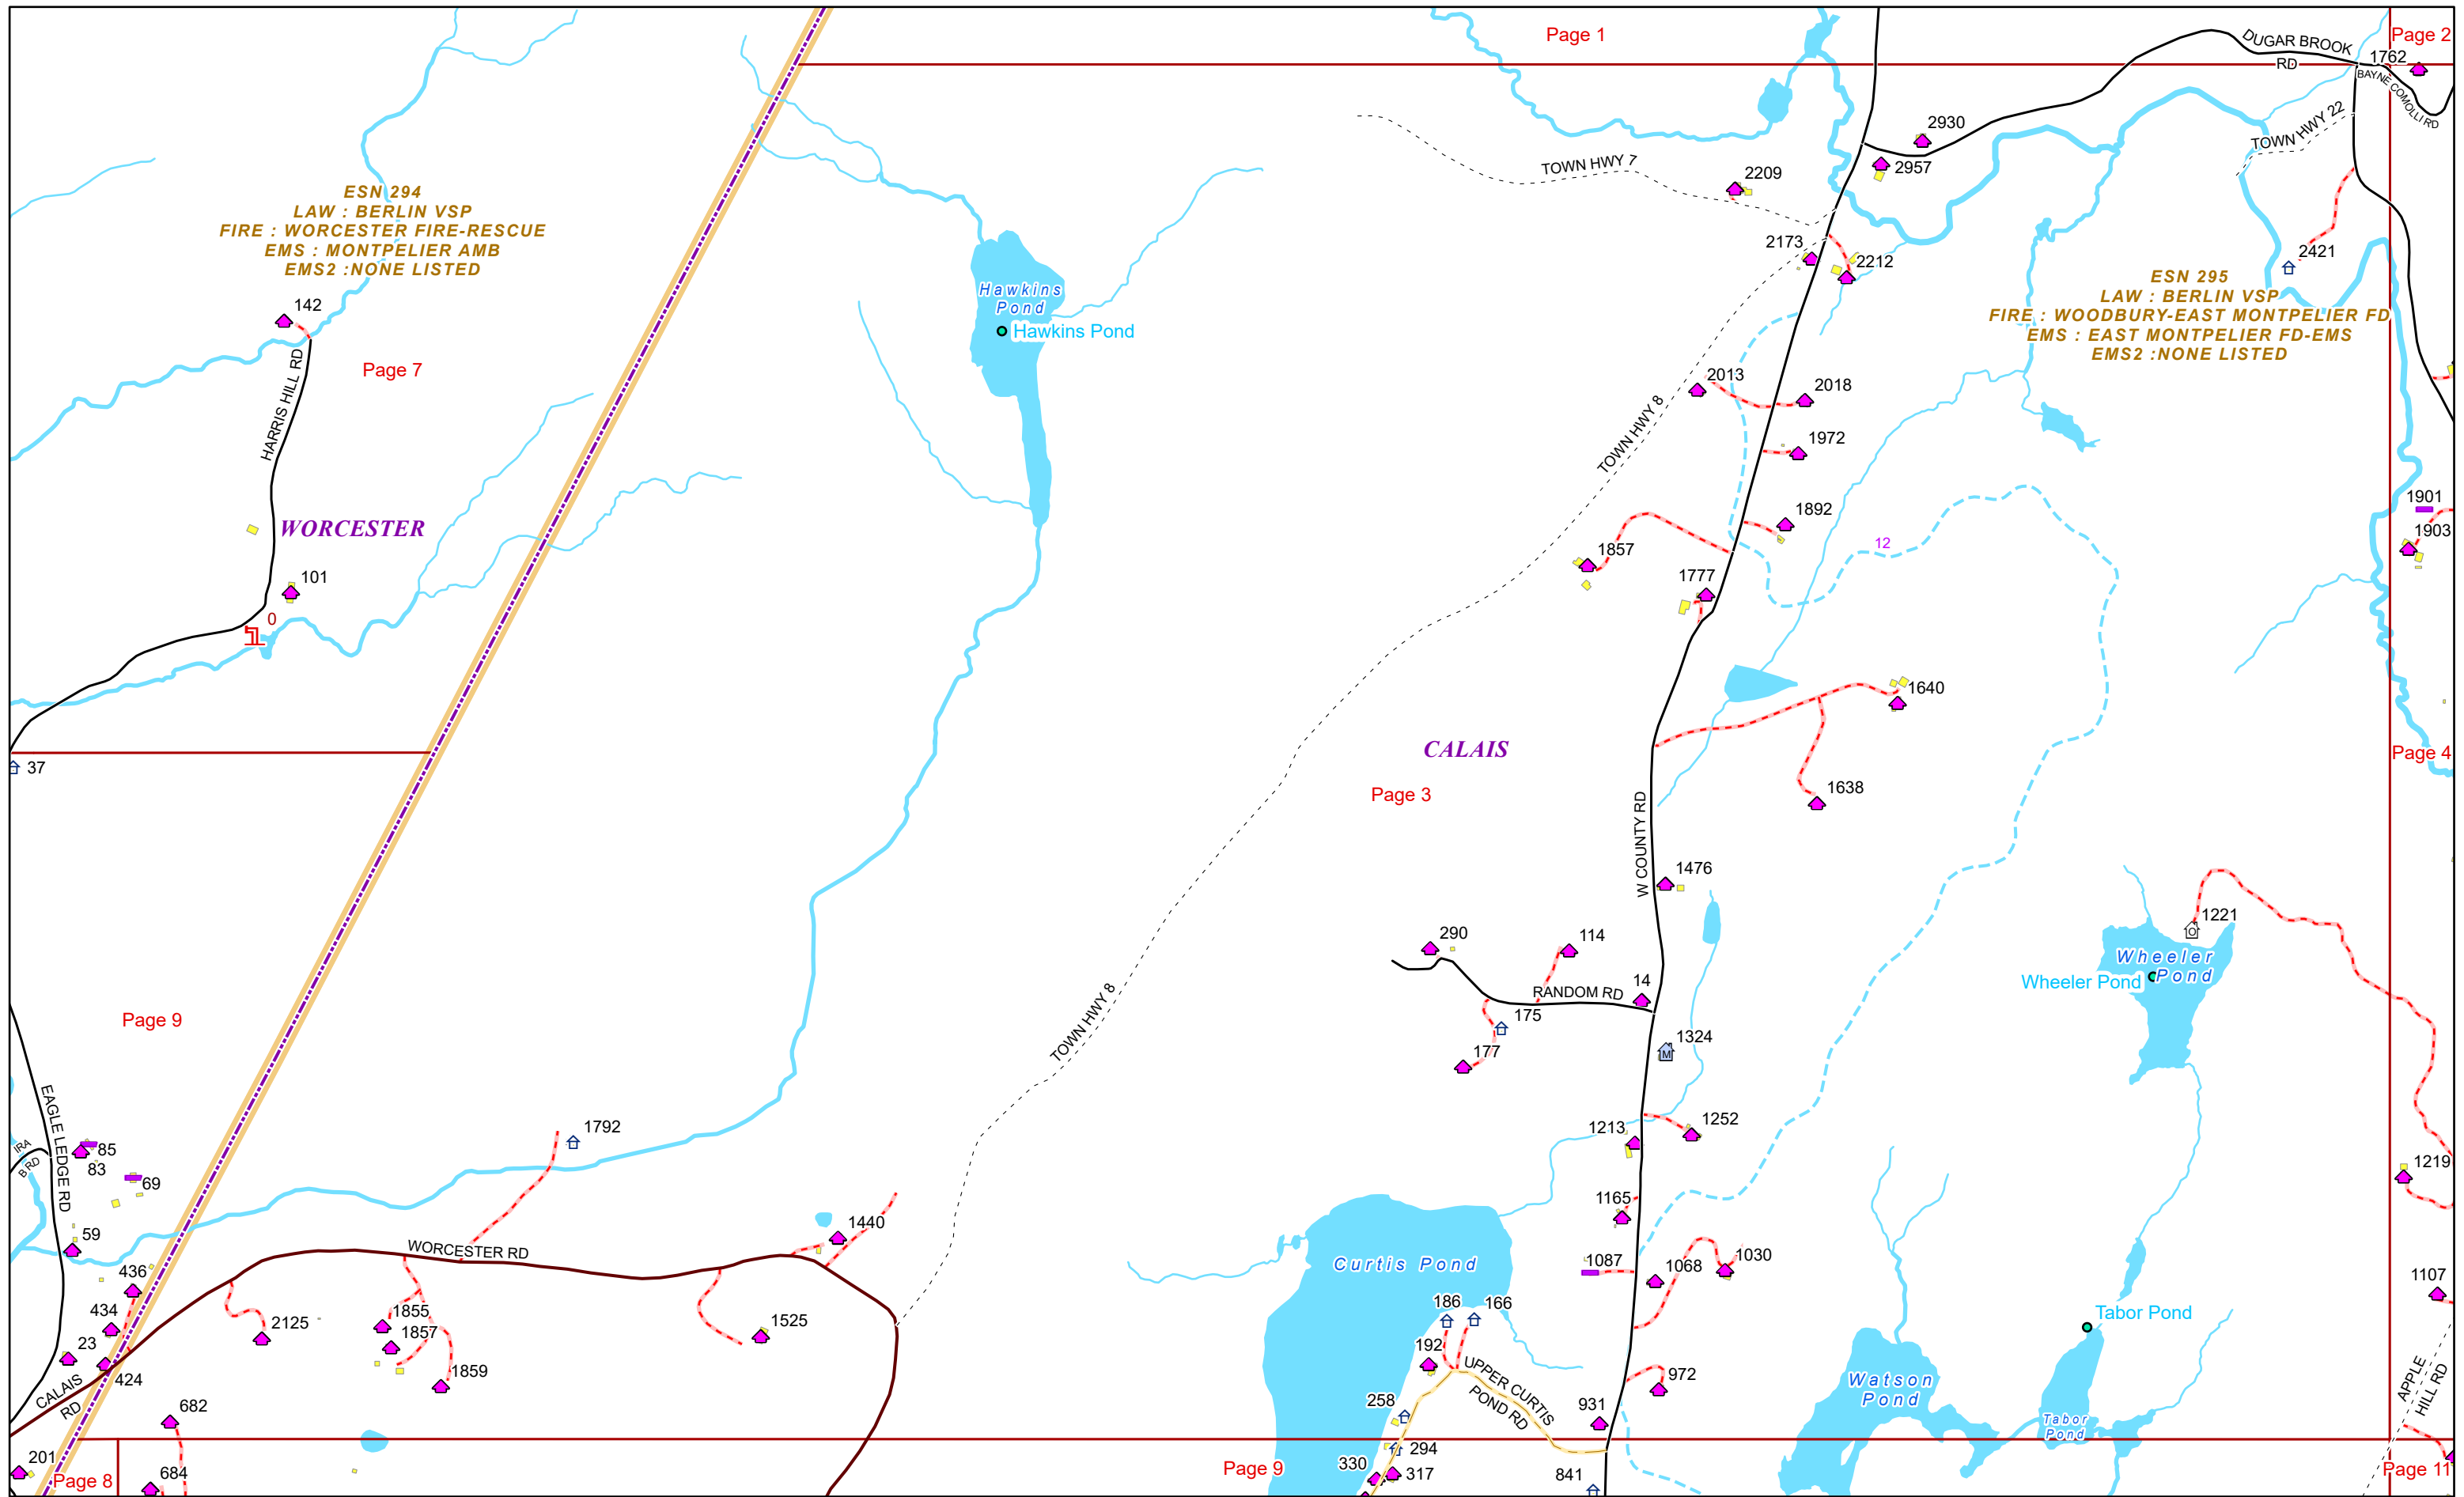 Page 1
Page 2
DUGAR BROOK
RD
1762
BAYNE COMOLLI RD
TOWN HWY 22
2930
2957
TOWN HWY 7
2209
ESN 294
LAW : BERLIN VSP
FIRE : WORCESTER FIRE-RESCUE
EMS : MONTPELIER AMB
EMS2 :NONE LISTED
2173
2212
2421
ESN 295
LAW : BERLIN VSP
FIRE : WOODBURY-EAST MONTPELIER FD
EMS : EAST MONTPELIER FD-EMS
EMS2 :NONE LISTED
Hawkins
Pond
Hawkins Pond
142
Page 7
HARRIS HILL RD
2013
2018
TOWN HWY 8
1972
1901
1903
WORCESTER
1892
12
1857
1777
101
0
1640
CALAIS
Page 4
37
Page 3
1638
W COUNTY RD
1476
1221
290
114
Wheeler
Pond
Wheeler Pond
14
RANDOM RD
175
Page 9
TOWN HWY 8
1324
177
EAGLE LEDGE RD
IRA
B RD
85
83
69
1792
1213
1252
1219
1165
59
1440
WORCESTER RD
Curtis Pond
1087
1068
1030
436
1107
434
186
166
Tabor Pond
2125
1855
1857
1525
23
192
1859
424
UPPER CURTIS
POND RD
972
Watson
Pond
APPLE
HILL RD
CALAIS
RD
682
258
931
Tabor
Pond
294
201
Page 8
684
Page 9
330
317
841
Page 11